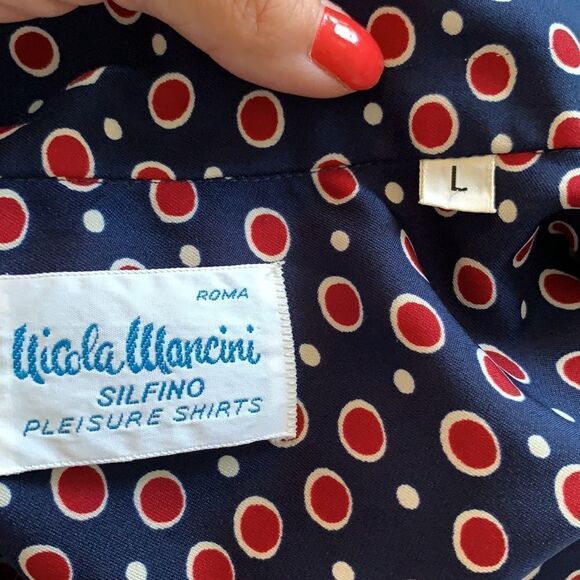 L
ROMA
Nicola Mancini
SILFINO
PLEISURE SHIRTS